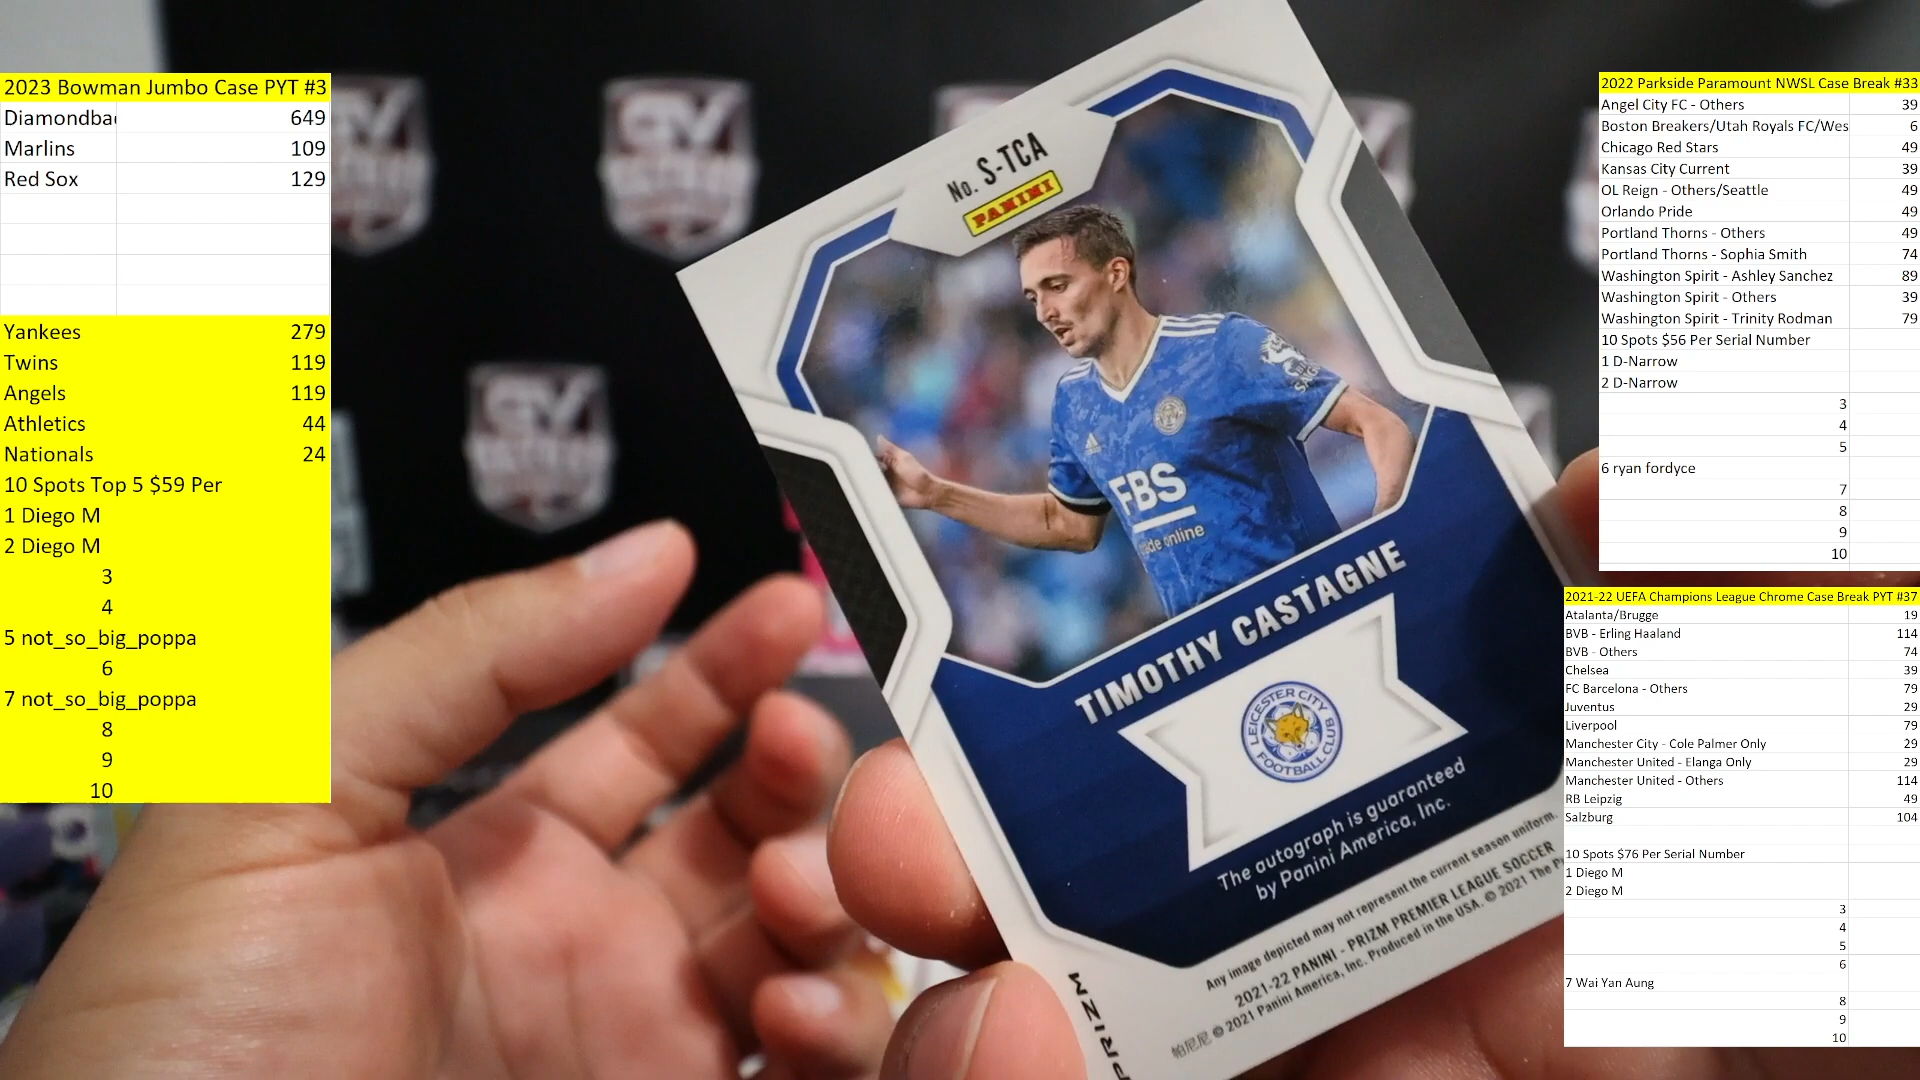 2023 Bowman Jumbo Case PYT #3
Diamondba 649
Marlins 109
Red Sox 129
Yankees 279
Twins 119
Angels 119
Athletics 44
Nationals 24
10 Spots Top 5 $59 Per
1 Diego M
2 Diego M
3
4
5 not_so_big_poppa
6
7 not_so_big_poppa
8
9
10
No. S-TCA
PANINI
FBS
online
TIMOTHY CASTAGNE
LEICESTER CITY
FOOTBALL CLUB
The autograph is guaranteed
by Panini America, Inc.
Any image depicted may not represent the current season uniform.
2021-22 PANINI - PRIZM PREMIER LEAGUE SOCCER
帕尼尼 © 2021 Panini America, Inc. Produced in the USA. © 2021 The
PRIZM
2022 Parkside Paramount NWSL Case Break #33
Angel City FC - Others 39
Boston Breakers/Utah Royals FC/Wes 6
Chicago Red Stars 49
Kansas City Current 39
OL Reign - Others/Seattle 49
Orlando Pride 49
Portland Thorns - Others 49
Portland Thorns - Sophia Smith 74
Washington Spirit - Ashley Sanchez 89
Washington Spirit - Others 39
Washington Spirit - Trinity Rodman 79
10 Spots $56 Per Serial Number
1 D-Narrow
2 D-Narrow
3
4
5
6 ryan fordyce
7
8
9
10
2021-22 UEFA Champions League Chrome Case Break PYT #37
Atalanta/Brugge 19
BVB - Erling Haaland 114
BVB - Others 74
Chelsea 39
FC Barcelona - Others 79
Juventus 29
Liverpool 79
Manchester City - Cole Palmer Only 29
Manchester United - Elanga Only 29
Manchester United - Others 114
RB Leipzig 49
Salzburg 104
10 Spots $76 Per Serial Number
1 Diego M
2 Diego M
3
4
5
6
7 Wai Yan Aung
8
9
10